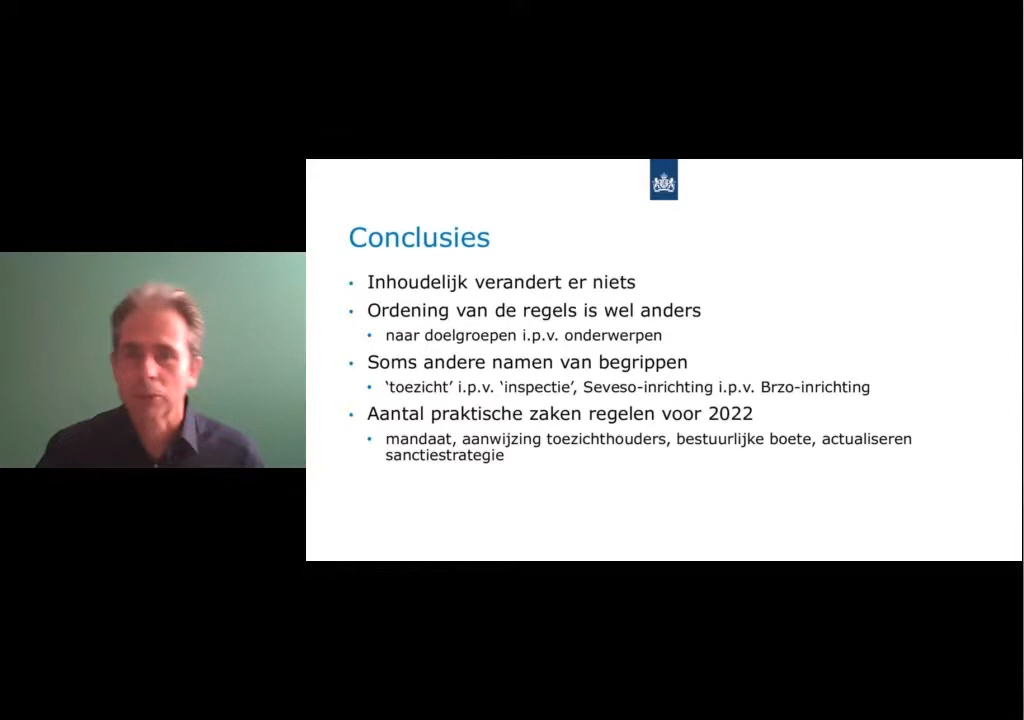 Conclusies
• Inhoudelijk verandert er niets
• Ordening van de regels is wel anders
• naar doelgroepen i.p.v. onderwerpen
• Soms andere namen van begrippen
• ‘toezicht’ i.p.v. ‘inspectie’, Seveso-inrichting i.p.v. Brzo-inrichting
• Aantal praktische zaken regelen voor 2022
• mandaat, aanwijzing toezichthouders, bestuurlijke boete, actualiseren
sanctiestrategie